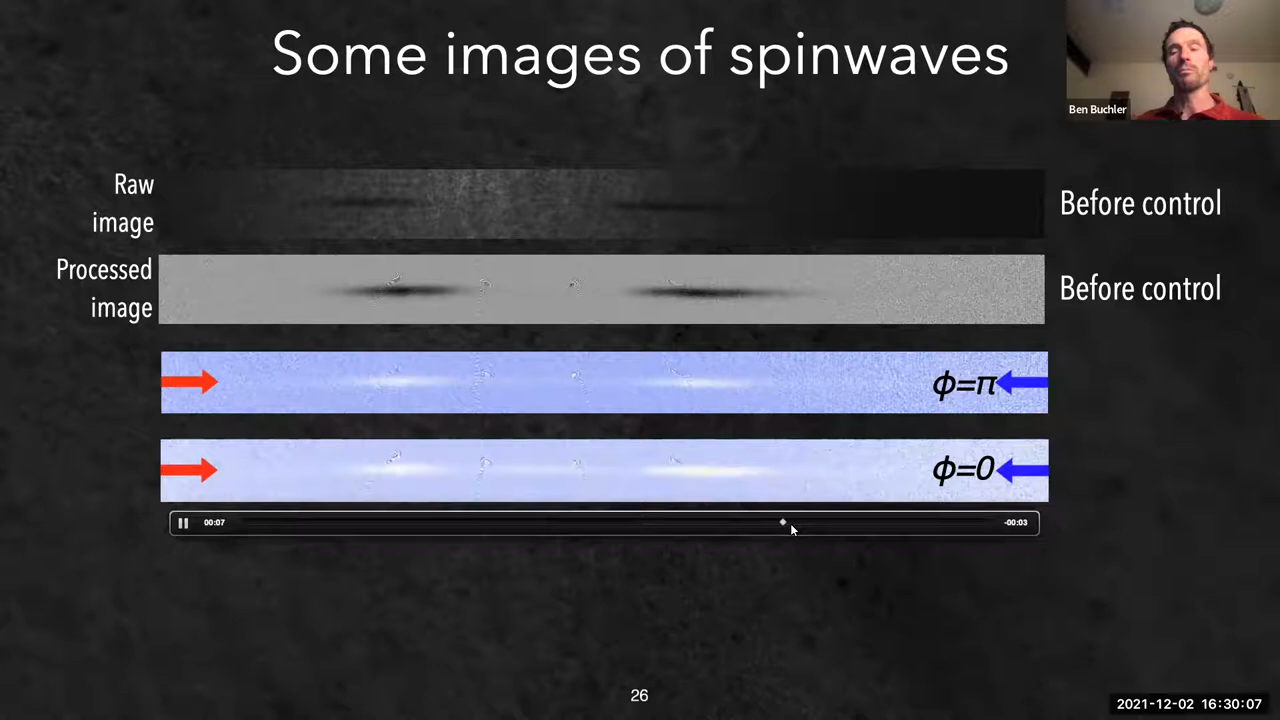 Some images of spinwaves
Ben Buchler
Raw
image
Before control
Processed
image
Before control
ϕ=π
ϕ=0
00:07
-00:03
26
2021-12-02 16:30:07